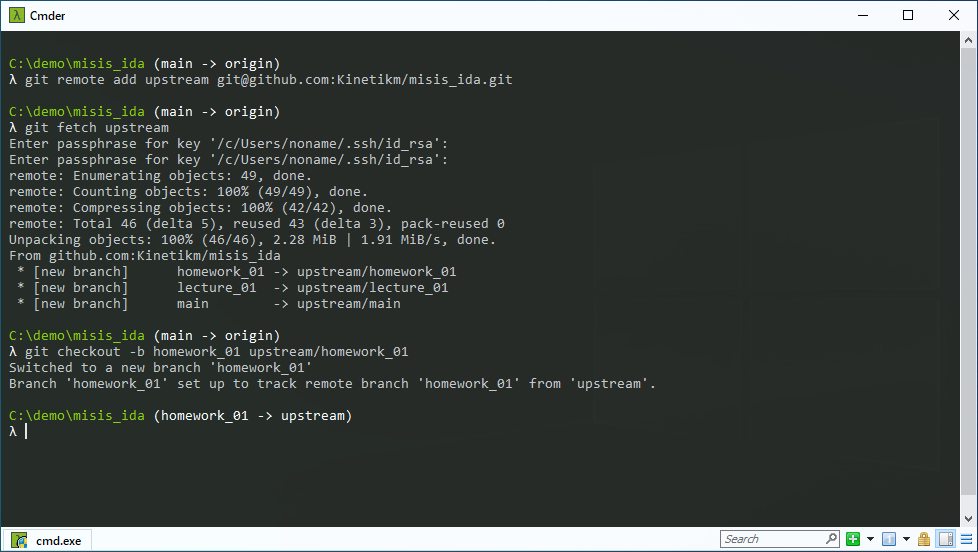 Cmder
C:\demo\misis_ida (main -> origin)
λ git remote add upstream git@github.com:Kinetikm/misis_ida.git
C:\demo\misis_ida (main -> origin)
λ git fetch upstream
Enter passphrase for key '/c/Users/noname/.ssh/id_rsa':
Enter passphrase for key '/c/Users/noname/.ssh/id_rsa':
remote: Enumerating objects: 49, done.
remote: Counting objects: 100% (49/49), done.
remote: Compressing objects: 100% (42/42), done.
remote: Total 46 (delta 5), reused 43 (delta 3), pack-reused 0
Unpacking objects: 100% (46/46), 2.28 MiB | 1.91 MiB/s, done.
From github.com:Kinetikm/misis_ida
 * [new branch]      homework_01 -> upstream/homework_01
 * [new branch]      lecture_01  -> upstream/lecture_01
 * [new branch]      main        -> upstream/main
C:\demo\misis_ida (main -> origin)
λ git checkout -b homework_01 upstream/homework_01
Switched to a new branch 'homework_01'
Branch 'homework_01' set up to track remote branch 'homework_01' from 'upstream'.
C:\demo\misis_ida (homework_01 -> upstream)
λ
cmd.exe
Search